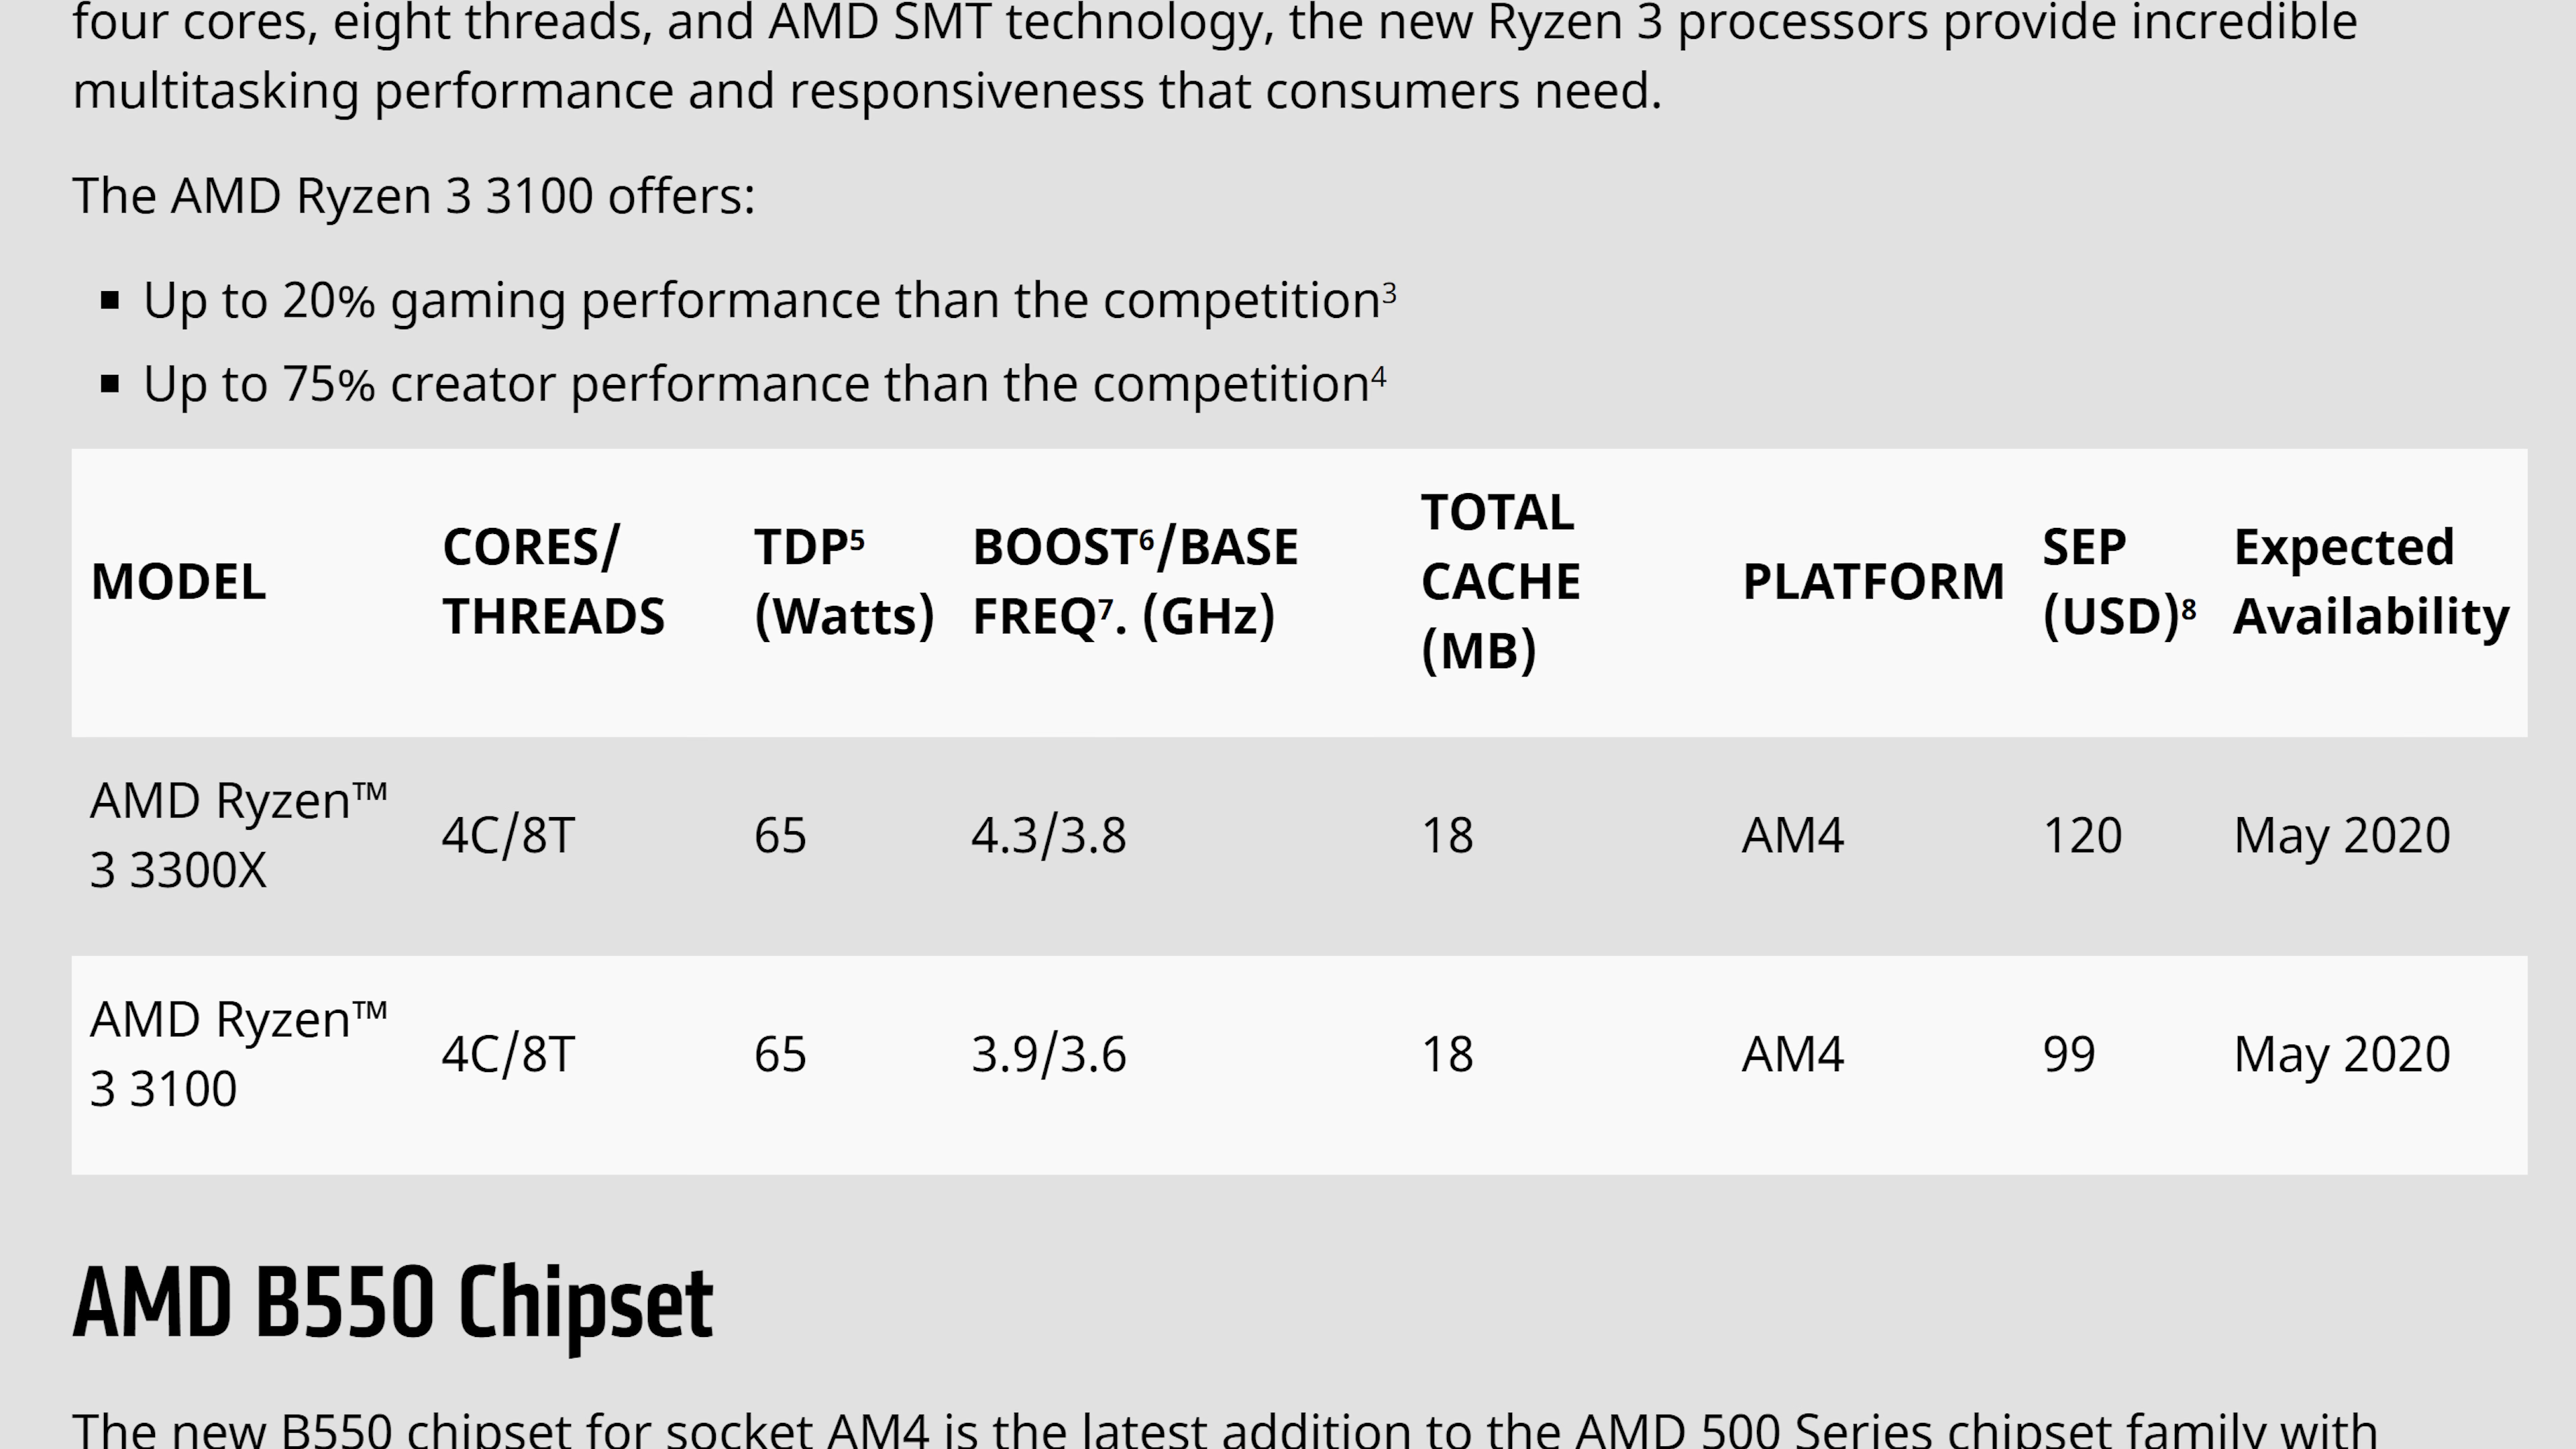 four cores, eight threads, and AMD SMT technology, the new Ryzen 3 processors provide incredible
multitasking performance and responsiveness that consumers need.
The AMD Ryzen 3 3100 offers:
▪ Up to 20% gaming performance than the competition³
▪ Up to 75% creator performance than the competition⁴
MODEL
CORES/
THREADS
TDP⁵
(Watts)
BOOST⁶/BASE
FREQ⁷. (GHz)
TOTAL
CACHE
(MB)
PLATFORM
SEP
(USD)⁸
Expected
Availability
AMD Ryzen™
3 3300X
4C/8T
65
4.3/3.8
18
AM4
120
May 2020
AMD Ryzen™
3 3100
4C/8T
65
3.9/3.6
18
AM4
99
May 2020
AMD B550 Chipset
The new B550 chipset for socket AM4 is the latest addition to the AMD 500 Series chipset family with